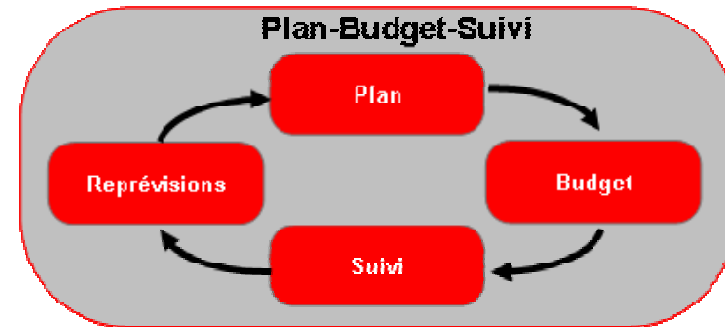 Plan-Budget-Suivi
Plan
Budget
Reprévisions
Suivi